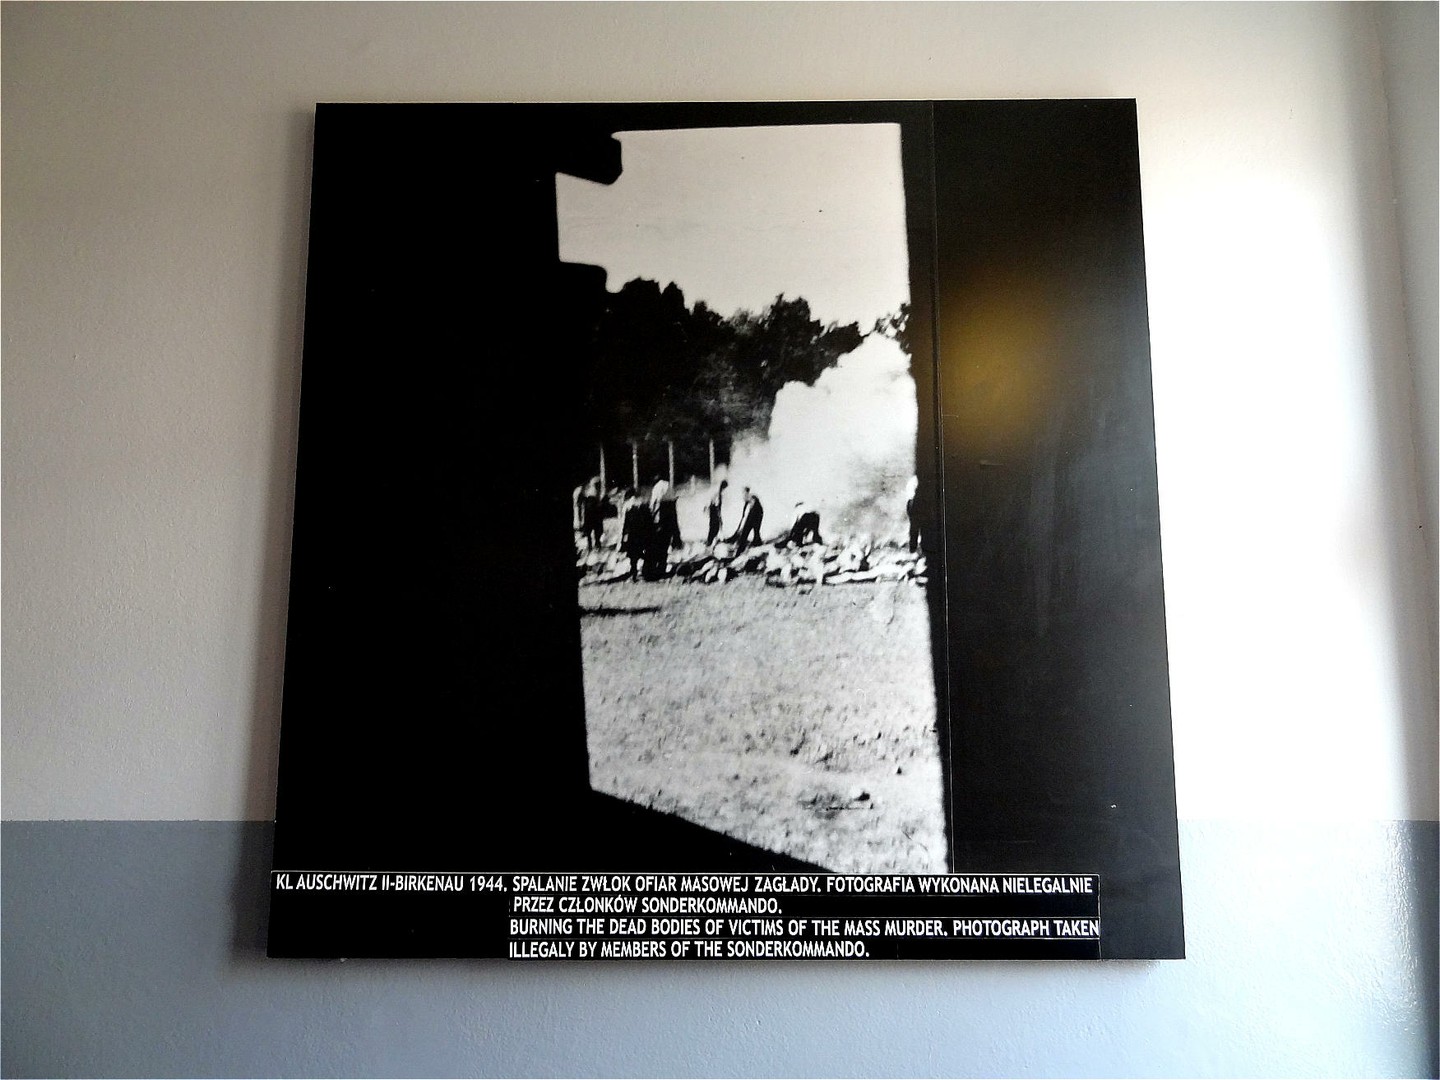 KL AUSCHWITZ II-BIRKENAU 1944. SPALANIE ZWŁOK OFIAR MASOWEJ ZAGŁADY. FOTOGRAFIA WYKONANA NIELEGALNIE
PRZEZ CZŁONKÓW SONDERKOMMANDO.
BURNING THE DEAD BODIES OF VICTIMS OF THE MASS MURDER. PHOTOGRAPH TAKEN
ILLEGALY BY MEMBERS OF THE SONDERKOMMANDO.